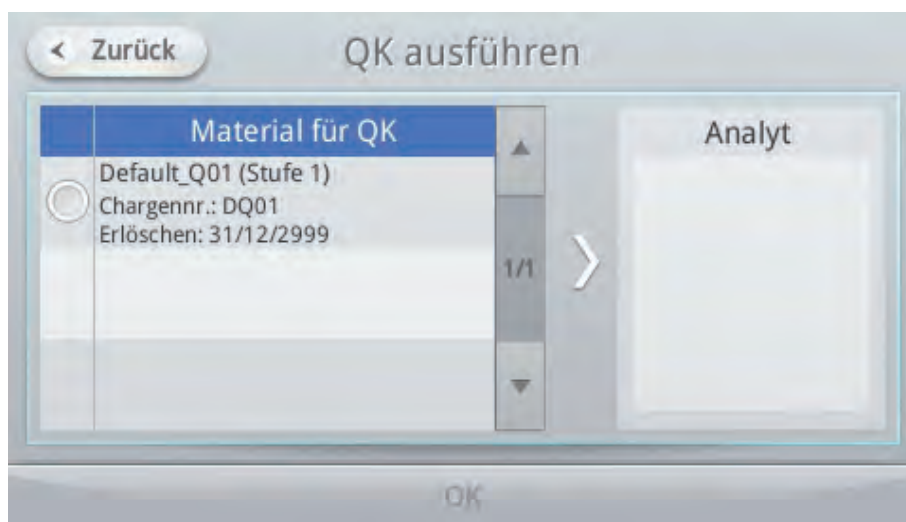 Zurück
QK ausführen
Material für QK
Default_Q01 (Stufe 1)
Chargennr.: DQ01
Erlöschen: 31/12/2999
1/1
Analyt
OK